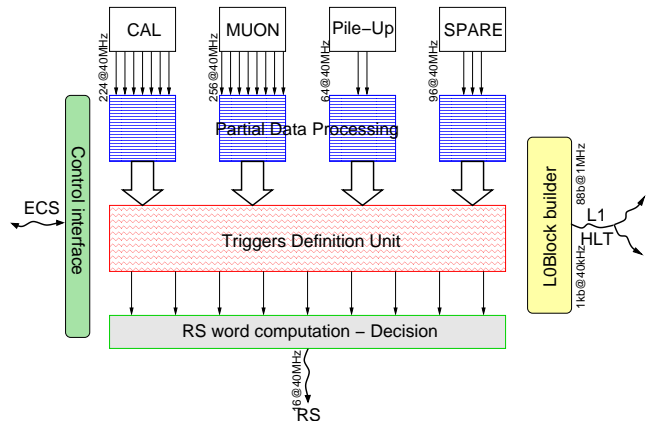 CAL
MUON
Pile-Up
SPARE
224@40MHz
256@40MHz
64@40MHz
96@40MHz
Partial Data Processing
Control interface
ECS
Triggers Definition Unit
L0Block builder
88b@1MHz
L1
HLT
1kb@40kHz
RS word computation – Decision
16@40MHz
RS